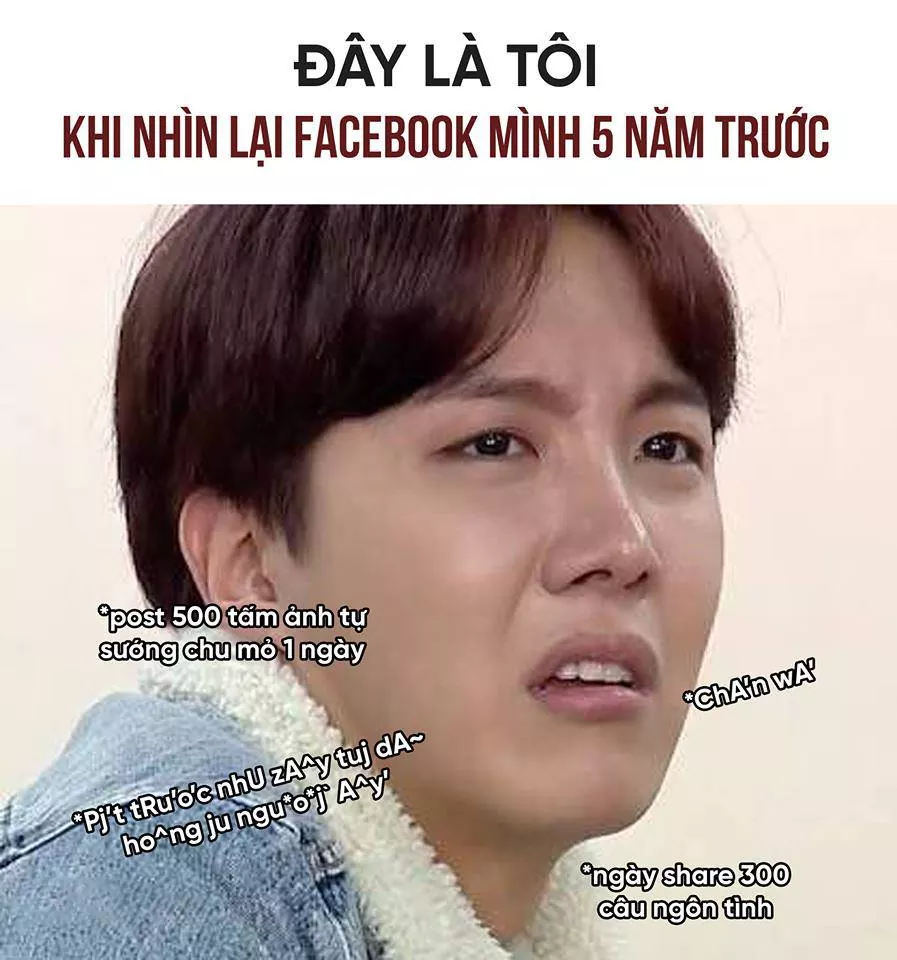 ĐÂY LÀ TÔI
KHI NHÌN LẠI FACEBOOK MÌNH 5 NĂM TRƯỚC
*post 500 tấm ảnh tự
sướng chu mỏ 1 ngày
*ChA'n wA'
*Pj't tRu'o'c nhU zA^y tuj dA~
ho^ng ju ngu*o*j` A^y'
*ngày share 300
câu ngôn tình